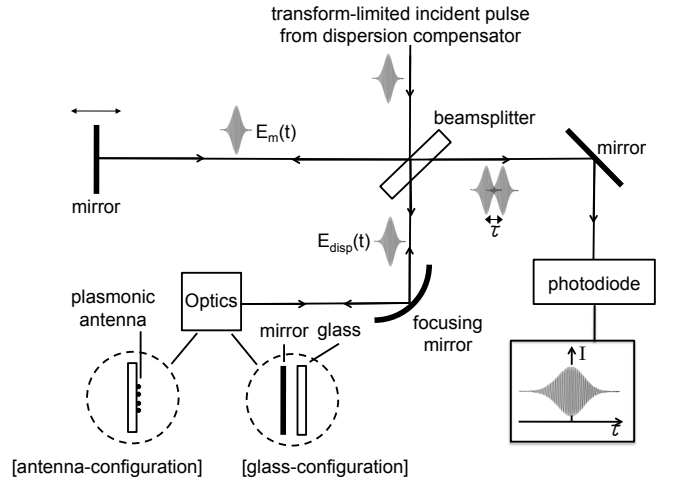 transform-limited incident pulse
from dispersion compensator
beamsplitter
E_m(t)
mirror
mirror
τ
E_disp(t)
Optics
plasmonic
antenna
focusing
mirror
photodiode
mirror
glass
I
τ
[antenna-configuration]
[glass-configuration]